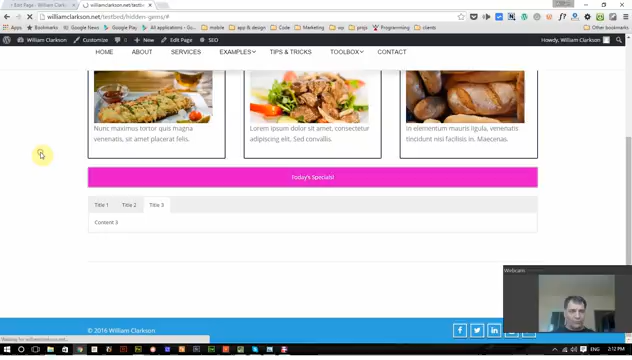 Edit Page - William Clarks
williamclarkson.net/testbe
williamclarkson.net/testbed/hidden-gems/#
Apps
Bookmarks
Google Play
All applications
mobile
app & design
Code
Marketing
wp
projs
Programming
clients
Other bookmarks
William Clarkson
Customize
New
Edit Page
SEO
Howdy, William Clarkson
HOME
ABOUT
SERVICES
EXAMPLES
TIPS & TRICKS
TOOLBOX
CONTACT
Nunc maximus tortor quis magna
venenatis, sit amet placerat felis.
Lorem ipsum dolor sit amet, consectetur
adipiscing elit. Sed convallis.
In elementum mauris ligula, venenatis
tincidunt nisi facilisis in. Maecenas.
Today's Specials!
Title 1
Title 2
Title 3
Content 3
Webcam
© 2016 William Clarkson
ENG
2:12 PM